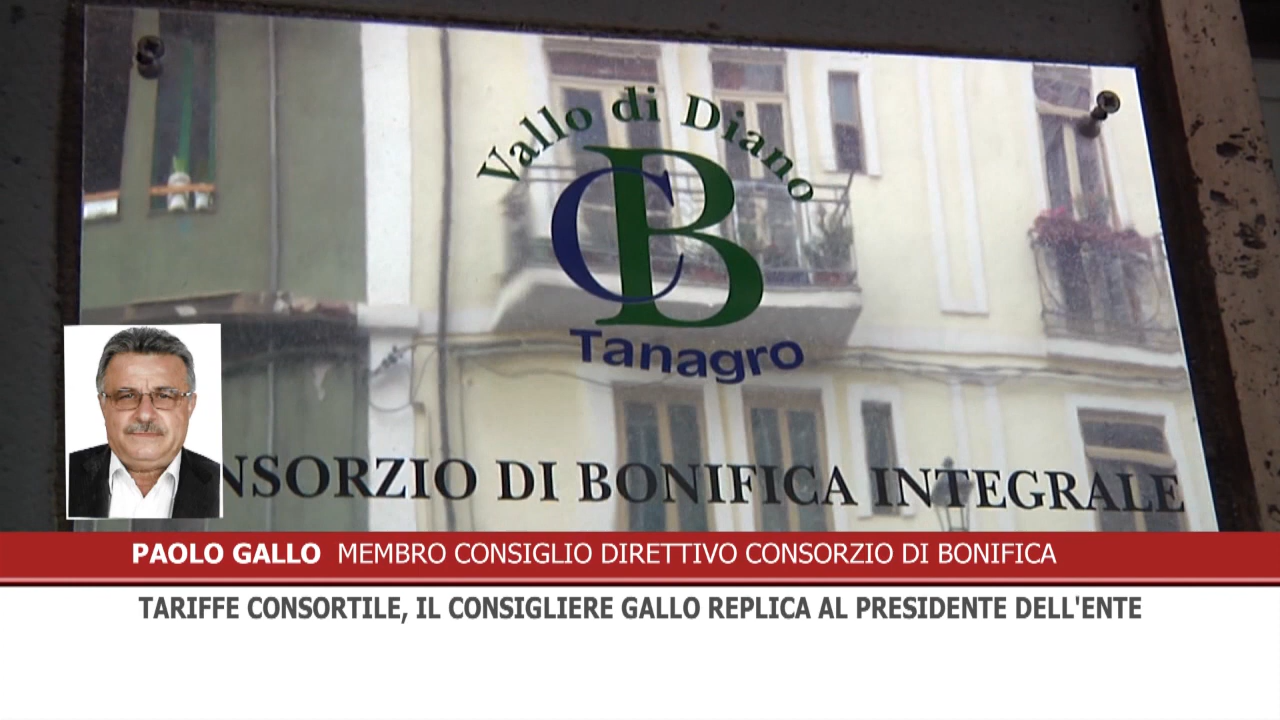 Vallo di Diano
CB
Tanagro
NSORZIO DI BONIFICA INTEGRALE
PAOLO GALLO MEMBRO CONSIGLIO DIRETTIVO CONSORZIO DI BONIFICA
TARIFFE CONSORTILE, IL CONSIGLIERE GALLO REPLICA AL PRESIDENTE DELL'ENTE